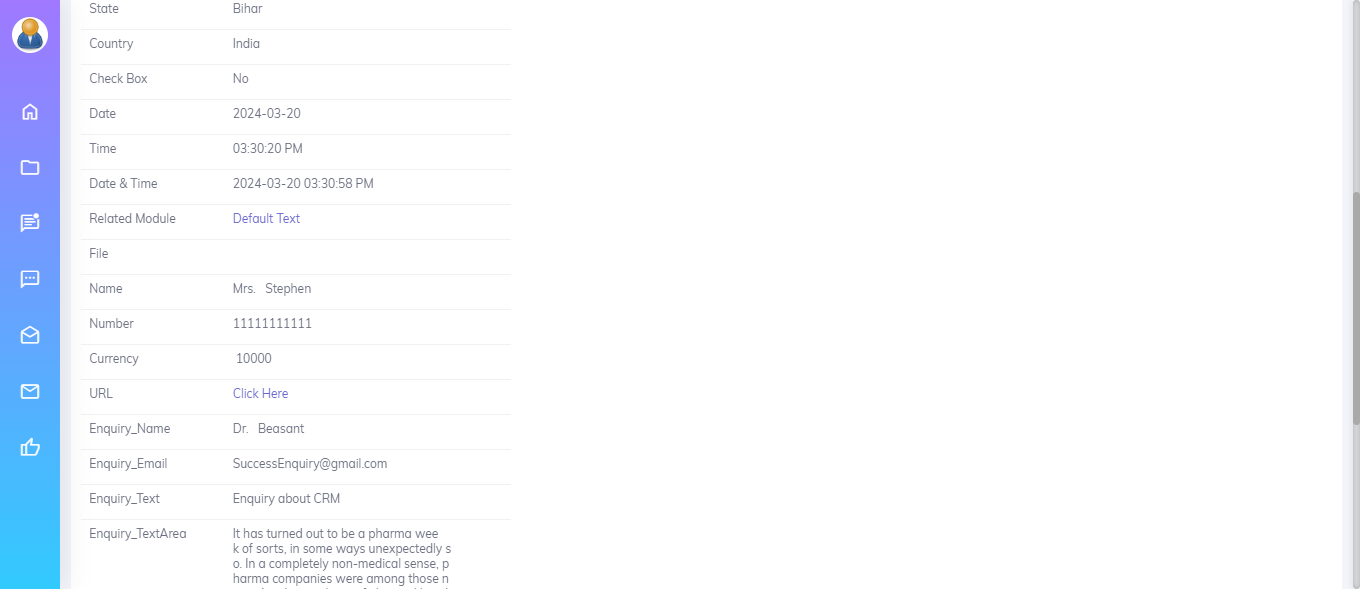 State Bihar
Country India
Check Box No
Date 2024-03-20
Time 03:30:20 PM
Date & Time 2024-03-20 03:30:58 PM
Related Module Default Text
File
Name Mrs. Stephen
Number 11111111111
Currency 10000
URL Click Here
Enquiry_Name Dr. Beasant
Enquiry_Email SuccessEnquiry@gmail.com
Enquiry_Text Enquiry about CRM
Enquiry_TextArea It has turned out to be a pharma wee
k of sorts, in some ways unexpectedly s
o. In a completely non-medical sense, p
harma companies were among those n